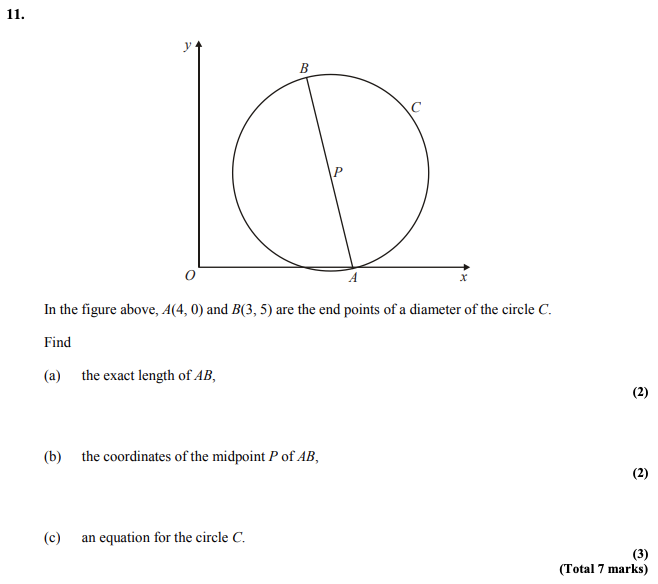 11.
y
B
C
P
O
A
x
In the figure above, A(4, 0) and B(3, 5) are the end points of a diameter of the circle C.
Find
(a) the exact length of AB,
(2)
(b) the coordinates of the midpoint P of AB,
(2)
(c) an equation for the circle C.
(3)
(Total 7 marks)